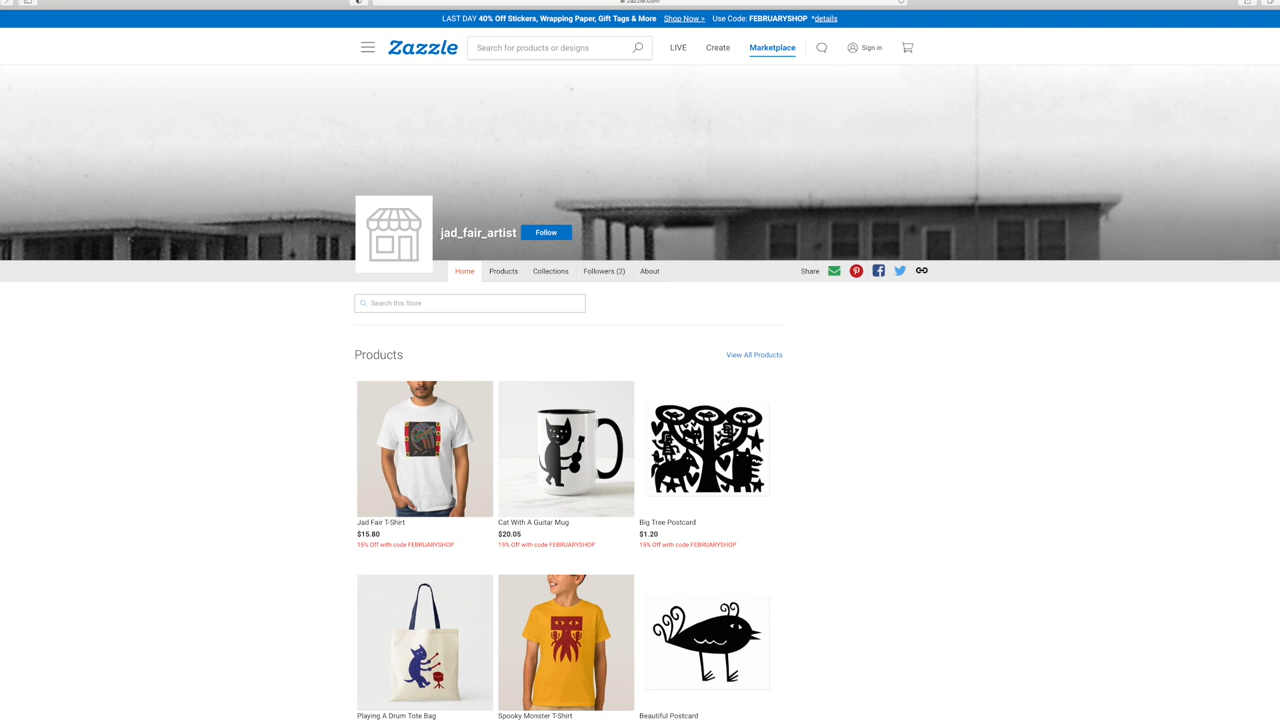 zazzle.com
LAST DAY 40% Off Stickers, Wrapping Paper, Gift Tags & More Shop Now > Use Code: FEBRUARYSHOP *details
Zazzle Search for products or designs LIVE Create Marketplace Sign in
jad_fair_artist Follow
Home Products Collections Followers (2) About Share
Search this Store
Products View All Products
Jad Fair T-Shirt Cat With A Guitar Mug Big Tree Postcard
$15.80 $20.05 $1.20
15% Off with code FEBRUARYSHOP 15% Off with code FEBRUARYSHOP 15% Off with code FEBRUARYSHOP
Playing A Drum Tote Bag Spooky Monster T-Shirt Beautiful Postcard